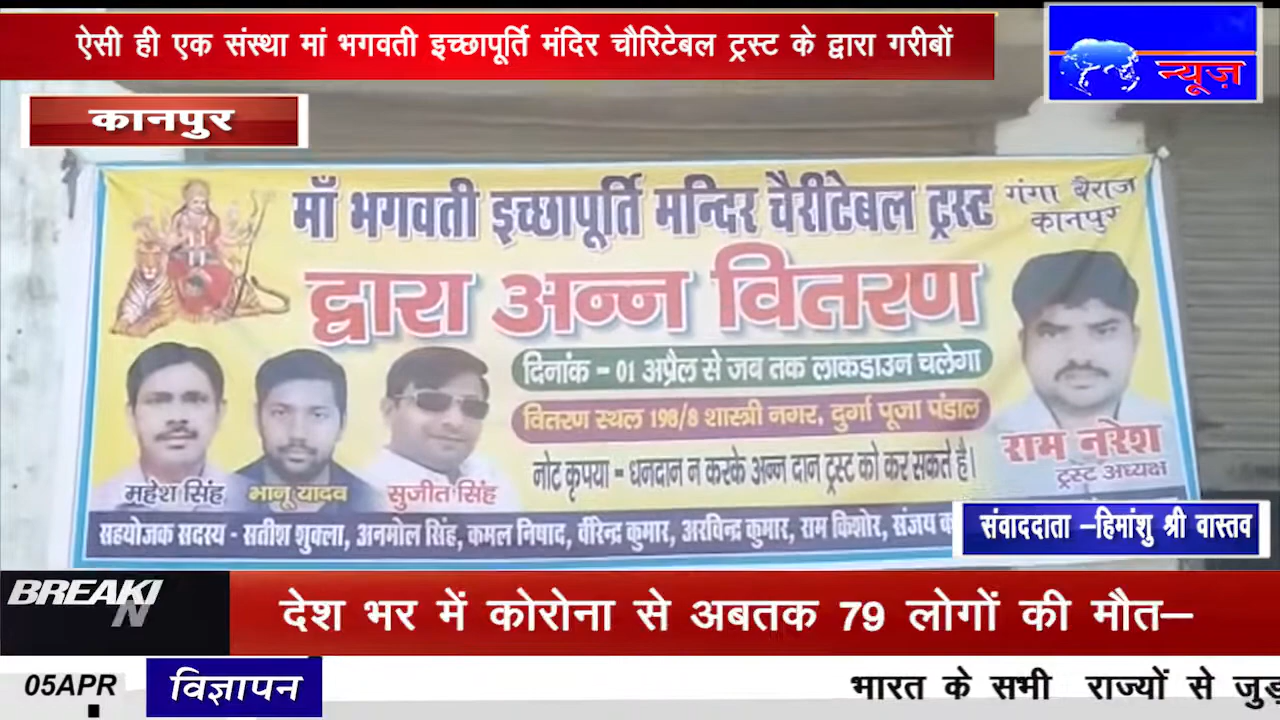 ऐसी ही एक संस्था मां भगवती इच्छापूर्ति मंदिर चौरिटेबल ट्रस्ट के द्वारा गरीबों
न्यूज़
कानपुर
माँ भगवती इच्छापूर्ति मन्दिर चैरीटेबल ट्रस्ट
गंगा बैराज
कानपुर
द्वारा अन्न वितरण
दिनांक - 01 अप्रैल से जब तक लाकडाउन चलेगा
वितरण स्थल 198/8 शास्त्री नगर, दुर्गा पूजा पंडाल
नोट कृपया - धनदान न करके अन्न दान ट्रस्ट को कर सकते है।
राम नरेश
ट्रस्ट अध्यक्ष
महेश सिंह भानू यादव सुजीत सिंह
सहयोजक सदस्य - सतीश शुक्ला, अनमोल सिंह, कमल निषाद, वीरेन्द्र कुमार, अरविन्द्र कुमार, राम किशोर, संजय
संवाददाता –हिमांशु श्री वास्तव
BREAKI
N
देश भर में कोरोना से अबतक 79 लोगों की मौत–
05APR
विज्ञापन
भारत के सभी राज्यों से